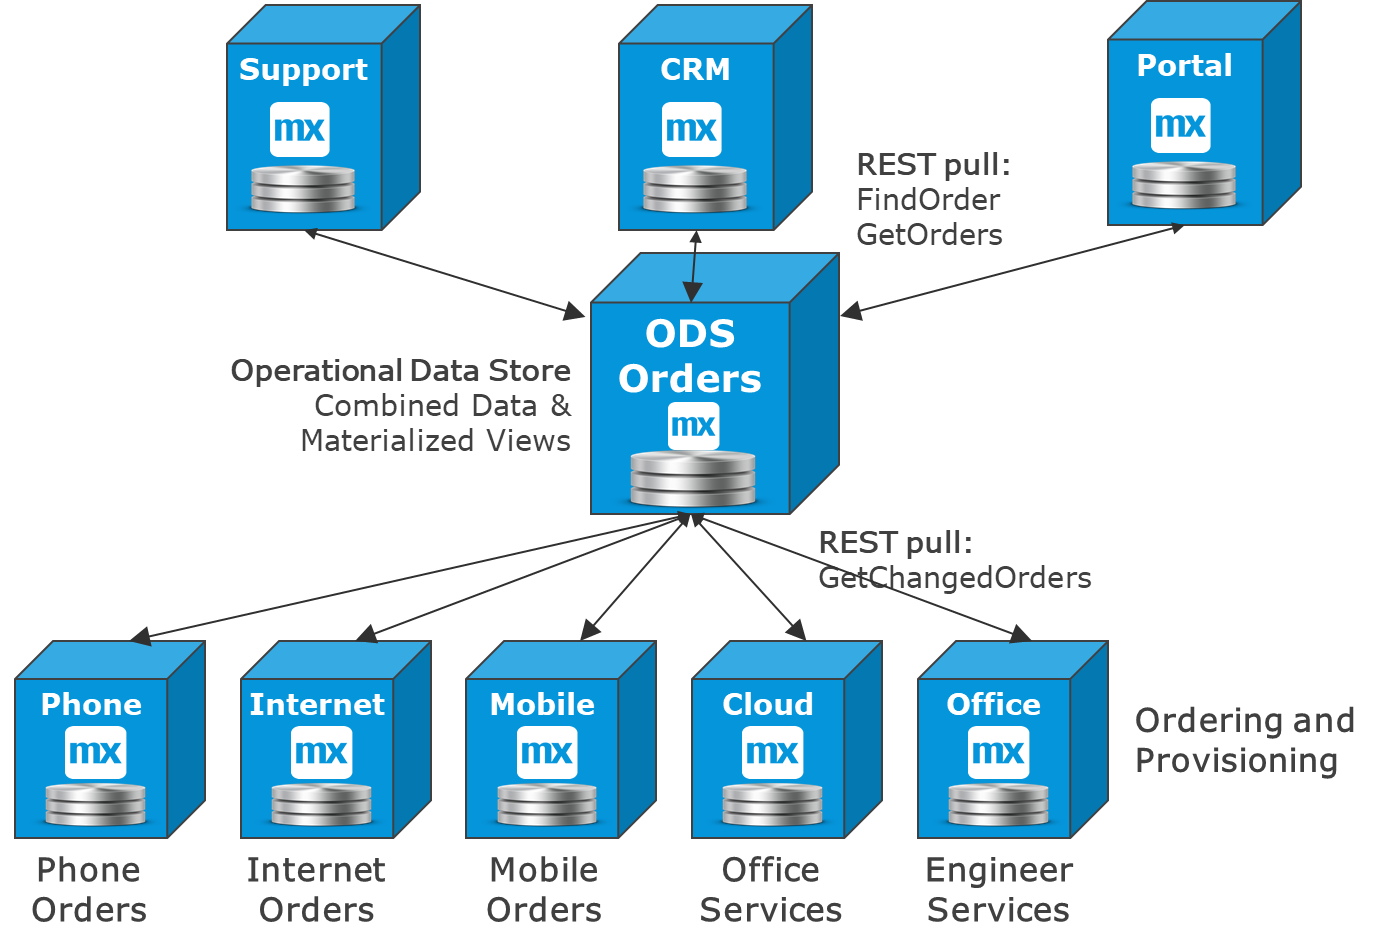 Support
mx
CRM
mx
Portal
mx
REST pull:
FindOrder
GetOrders
ODS
Orders
mx
Operational Data Store
Combined Data &
Materialized Views
REST pull:
GetChangedOrders
Phone
mx
Internet
mx
Mobile
mx
Cloud
mx
Office
mx
Ordering and
Provisioning
Phone
Orders
Internet
Orders
Mobile
Orders
Office
Services
Engineer
Services